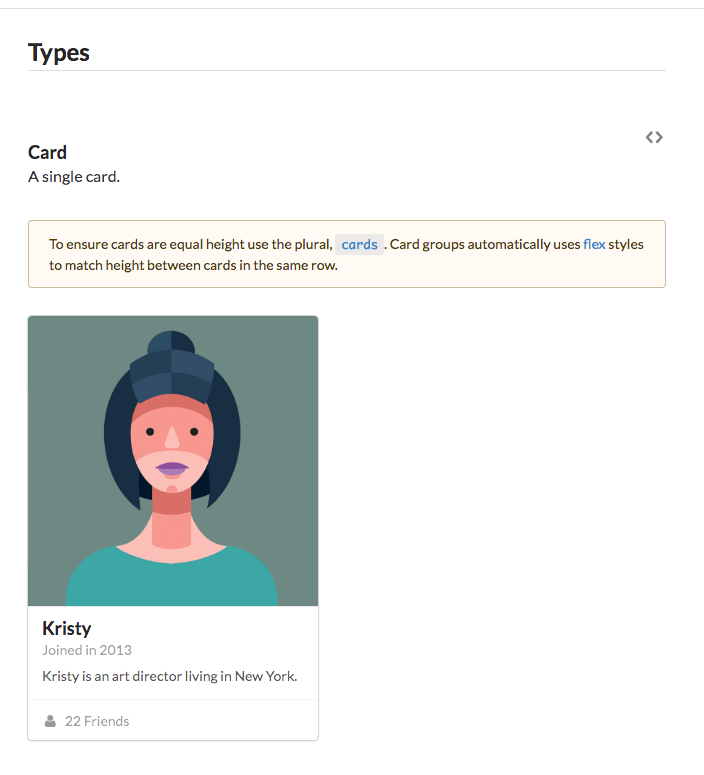 Types
Card
A single card.
To ensure cards are equal height use the plural, cards . Card groups automatically uses flex styles
to match height between cards in the same row.
Kristy
Joined in 2013
Kristy is an art director living in New York.
22 Friends